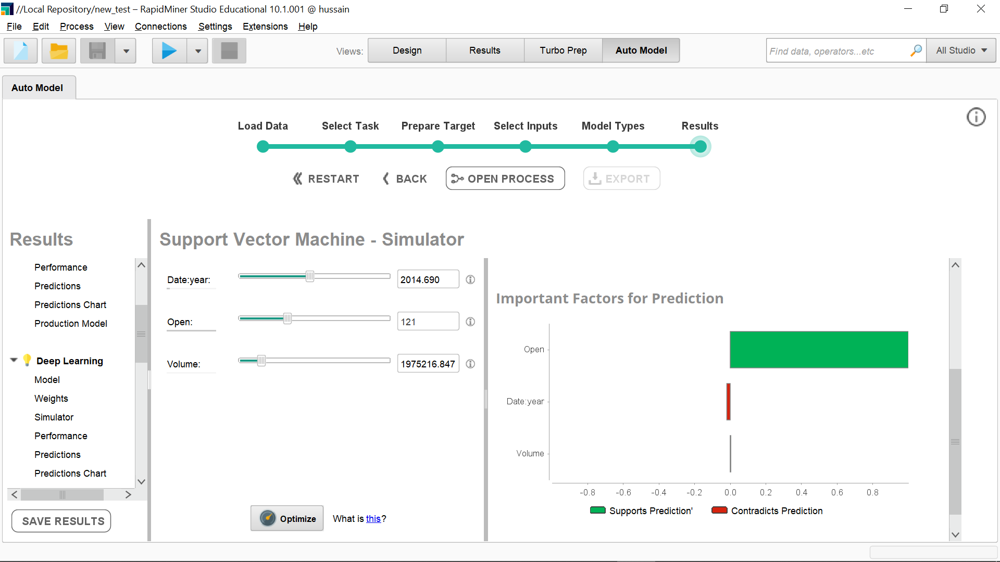 //Local Repository/new_test – RapidMiner Studio Educational 10.1.001 @ hussain
File Edit Process View Connections Settings Extensions Help
Views: Design Results Turbo Prep Auto Model
Find data, operators...etc All Studio
Auto Model
Load Data Select Task Prepare Target Select Inputs Model Types Results
RESTART BACK OPEN PROCESS EXPORT
Results
Performance
Predictions
Predictions Chart
Production Model
Deep Learning
Model
Weights
Simulator
Performance
Predictions
Predictions Chart
SAVE RESULTS
Support Vector Machine - Simulator
Date:year: 2014.690
Open: 121
Volume: 1975216.847
Optimize What is this?
Important Factors for Prediction
Open
Date:year
Volume
-0.8 -0.6 -0.4 -0.2 0.0 0.2 0.4 0.6 0.8
Supports Prediction' Contradicts Prediction